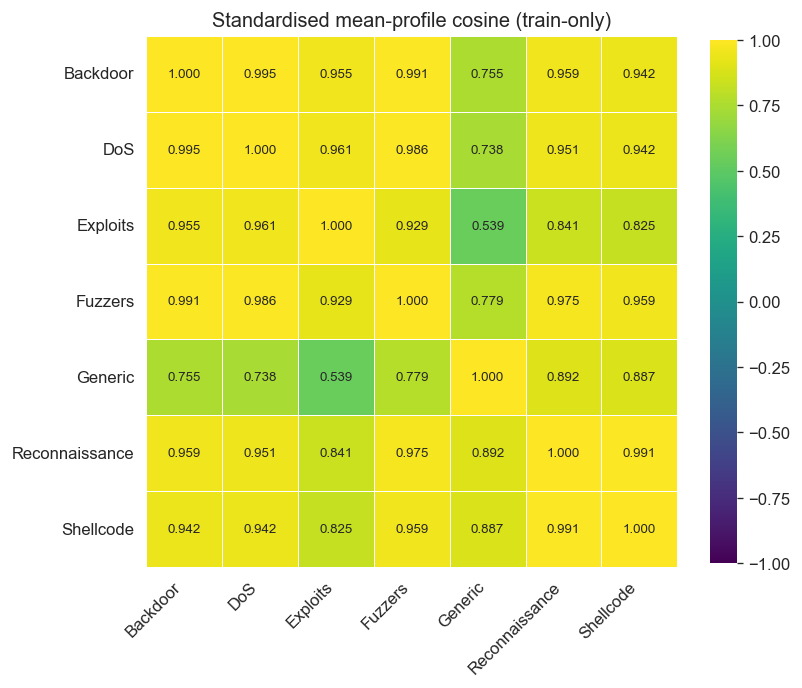 Standardised mean-profile cosine (train-only)
Backdoor 1.000 0.995 0.955 0.991 0.755 0.959 0.942
DoS 0.995 1.000 0.961 0.986 0.738 0.951 0.942
Exploits 0.955 0.961 1.000 0.929 0.539 0.841 0.825
Fuzzers 0.991 0.986 0.929 1.000 0.779 0.975 0.959
Generic 0.755 0.738 0.539 0.779 1.000 0.892 0.887
Reconnaissance 0.959 0.951 0.841 0.975 0.892 1.000 0.991
Shellcode 0.942 0.942 0.825 0.959 0.887 0.991 1.000
Backdoor DoS Exploits Fuzzers Generic Reconnaissance Shellcode
1.00
0.75
0.50
0.25
0.00
−0.25
−0.50
−0.75
−1.00